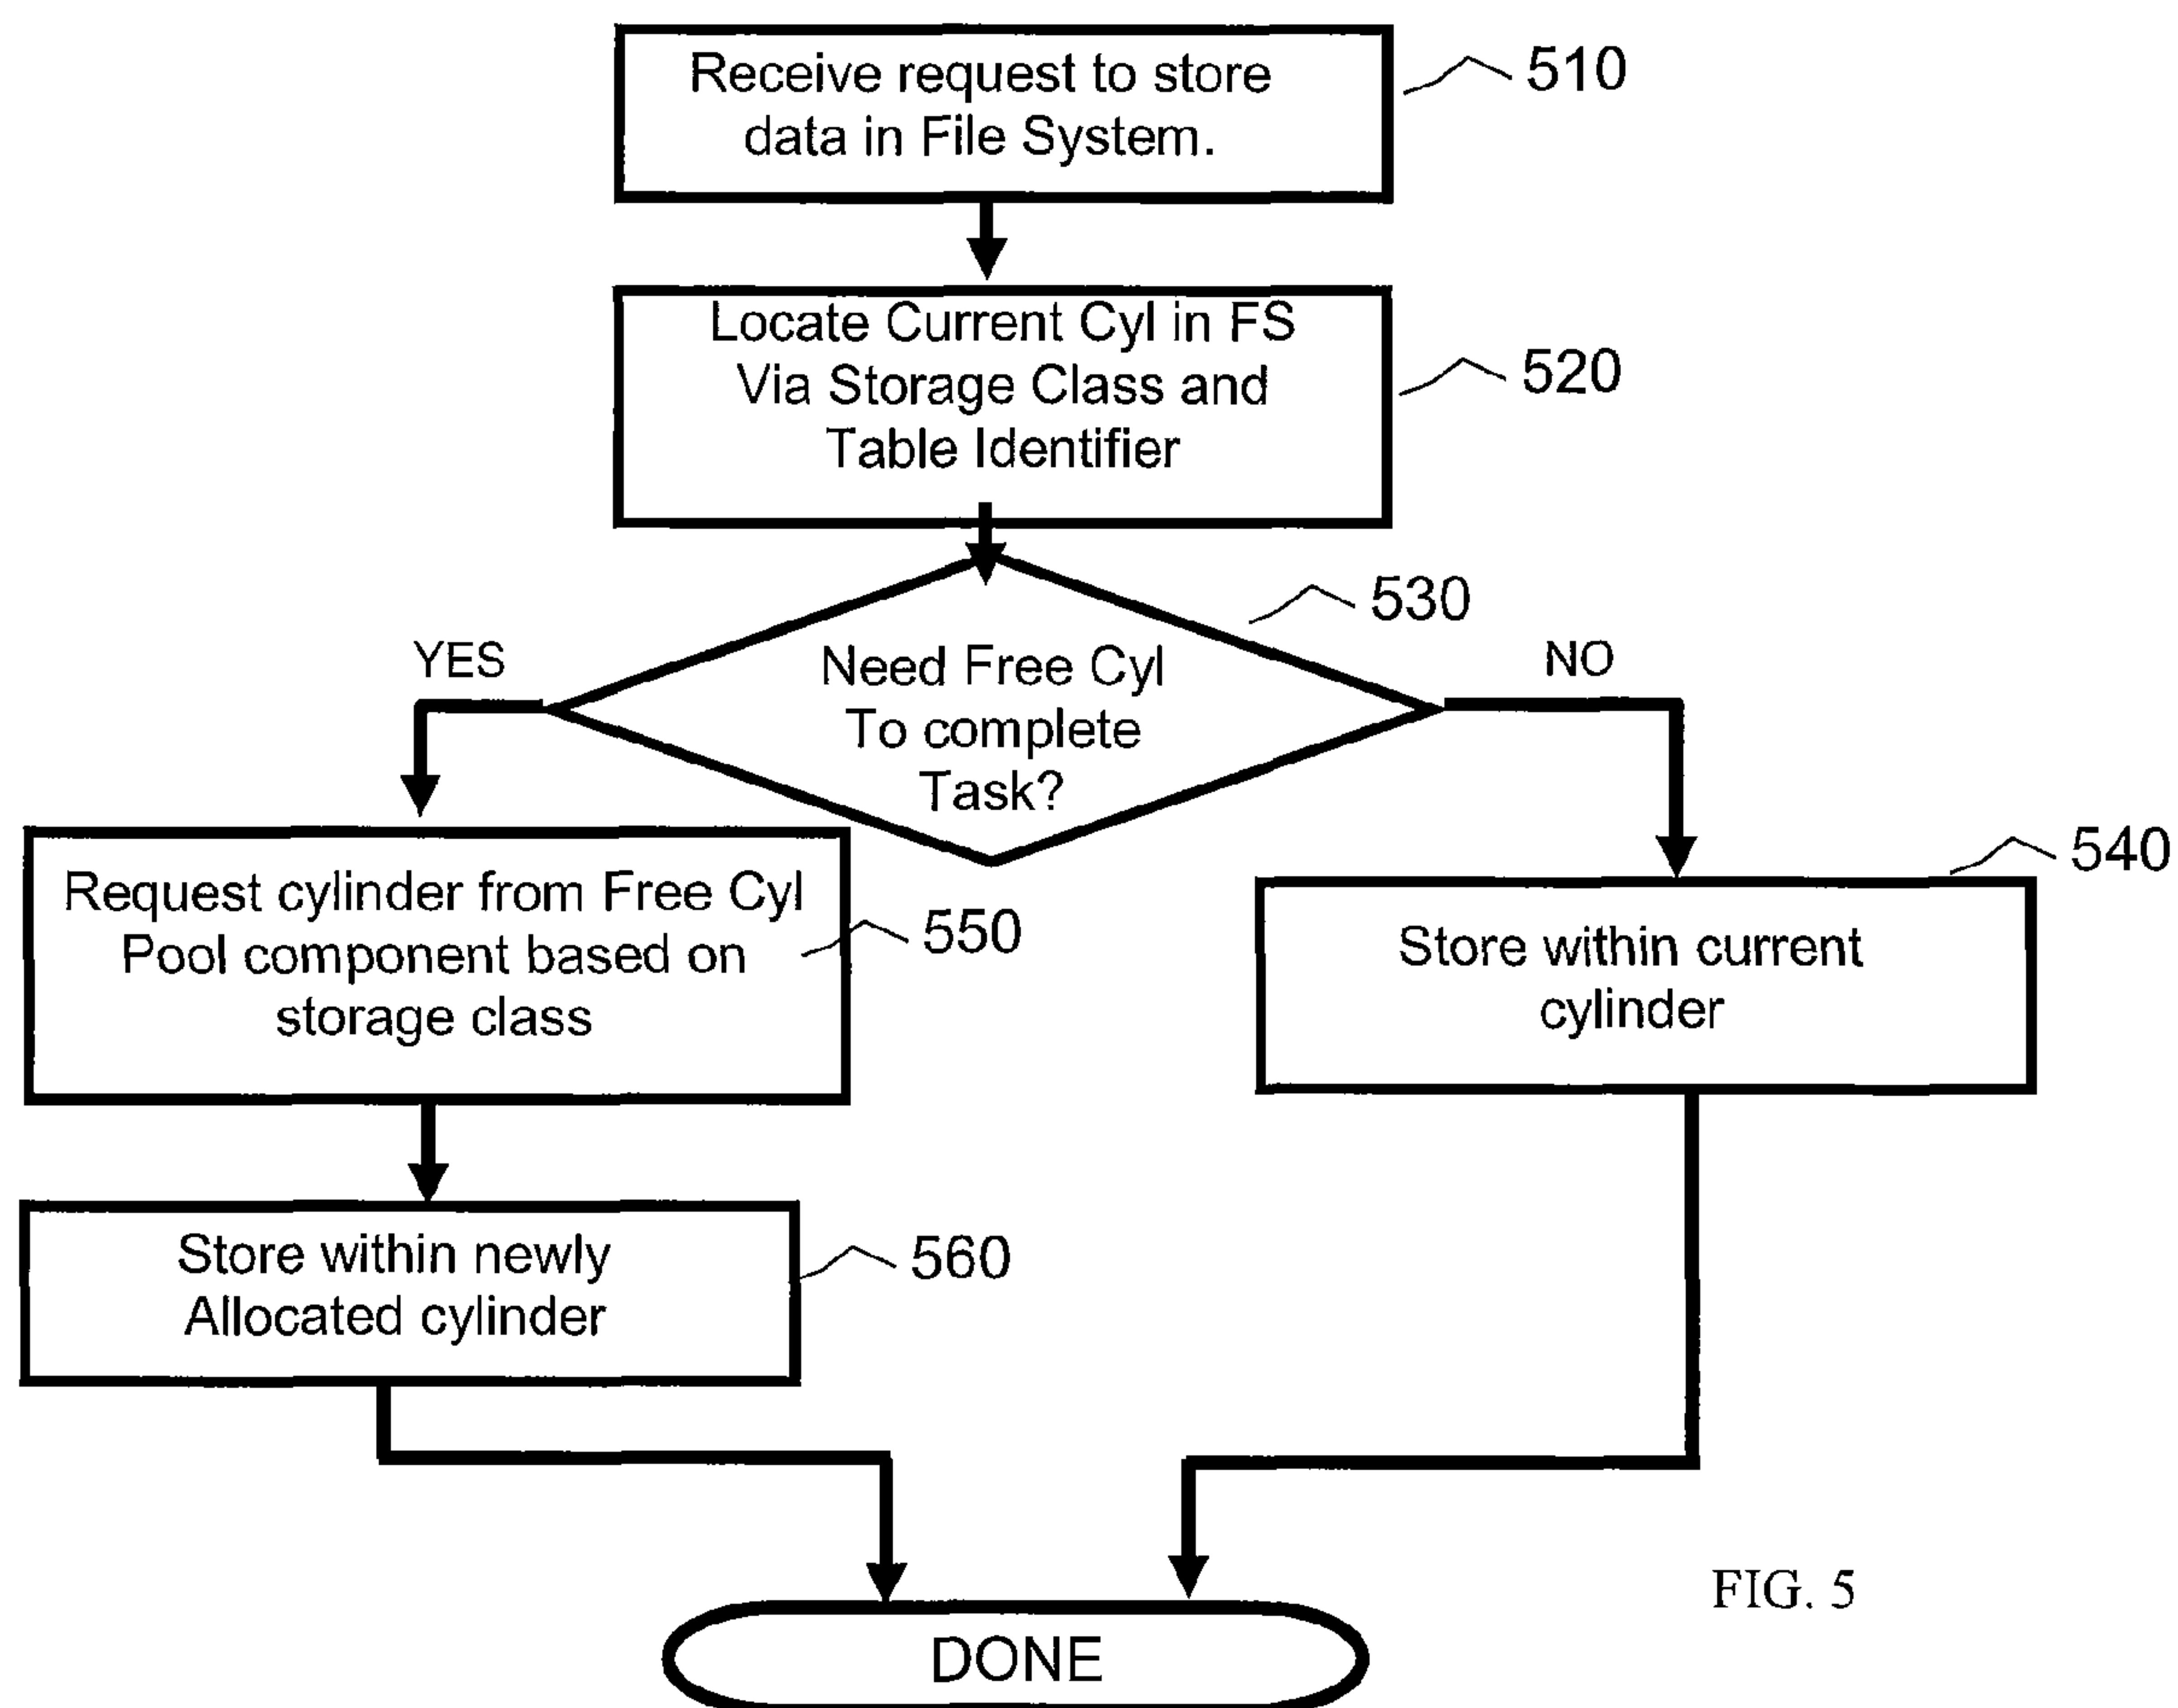 Receive request to store
data in File System.
510
Locate Current Cyl in FS
Via Storage Class and
Table Identifier
520
530
Need Free Cyl
To complete
Task?
YES
NO
Request cylinder from Free Cyl
Pool component based on
storage class
550
540
Store within current
cylinder
Store within newly
Allocated cylinder
560
DONE
FIG. 5